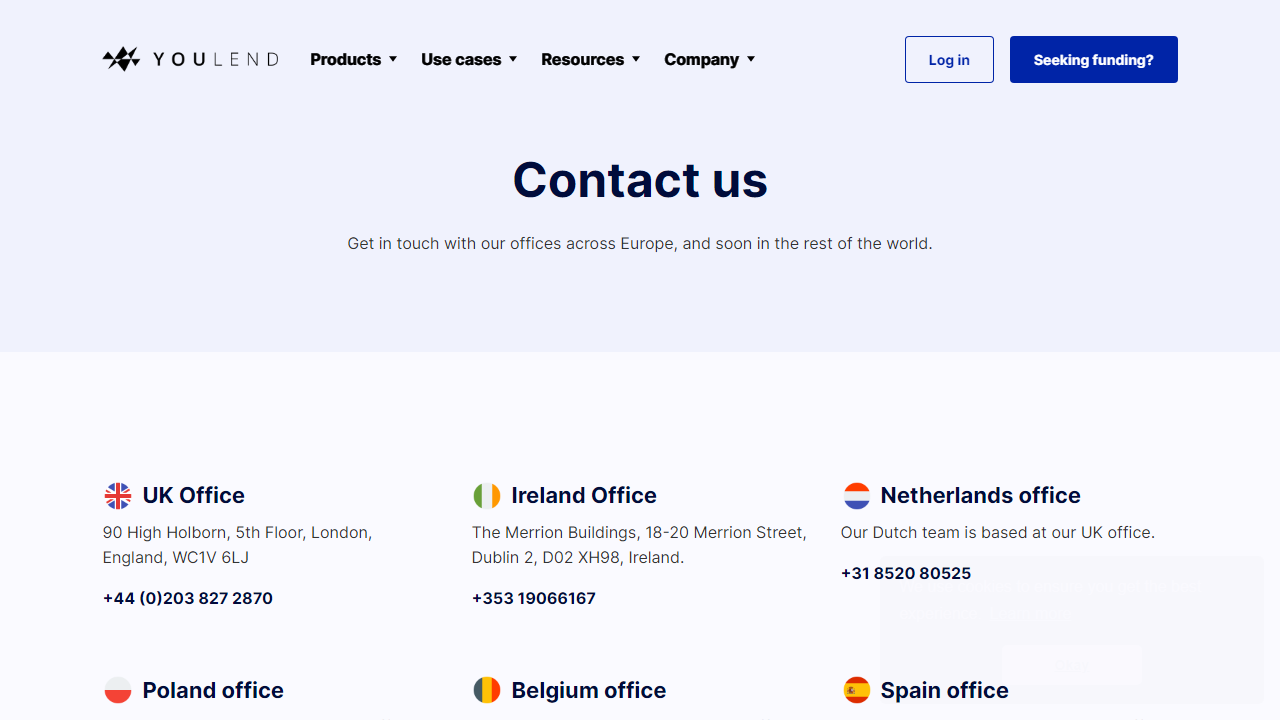 YOULEND
Products
Use cases
Resources
Company
Log in
Seeking funding?
Contact us
Get in touch with our offices across Europe, and soon in the rest of the world.
UK Office
90 High Holborn, 5th Floor, London,
England, WC1V 6LJ
+44 (0)203 827 2870
Ireland Office
The Merrion Buildings, 18-20 Merrion Street,
Dublin 2, D02 XH98, Ireland.
+353 19066167
Netherlands office
Our Dutch team is based at our UK office.
+31 8520 80525
Poland office
Belgium office
Spain office